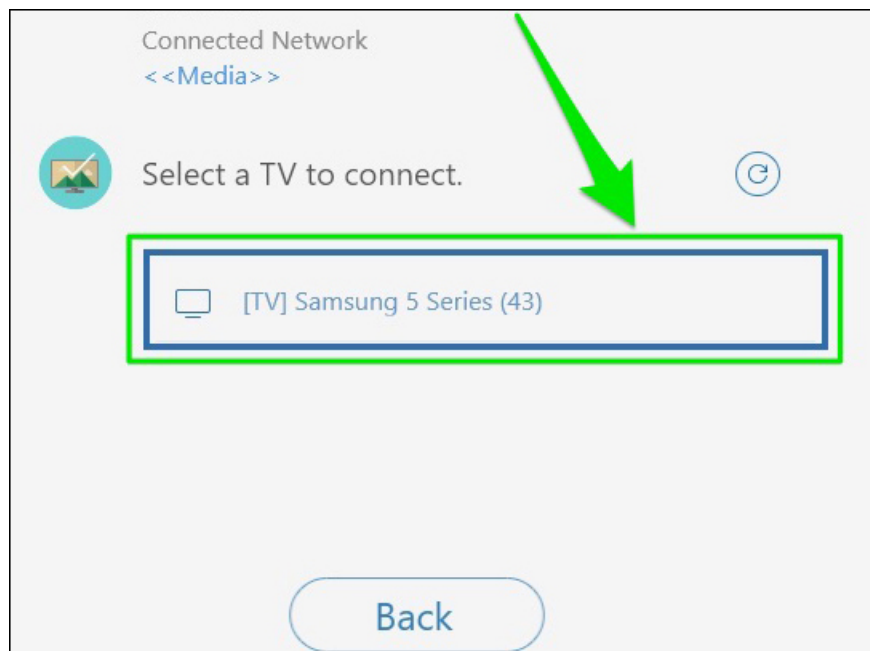 Connected Network
<<Media>>
Select a TV to connect.
[TV] Samsung 5 Series (43)
Back